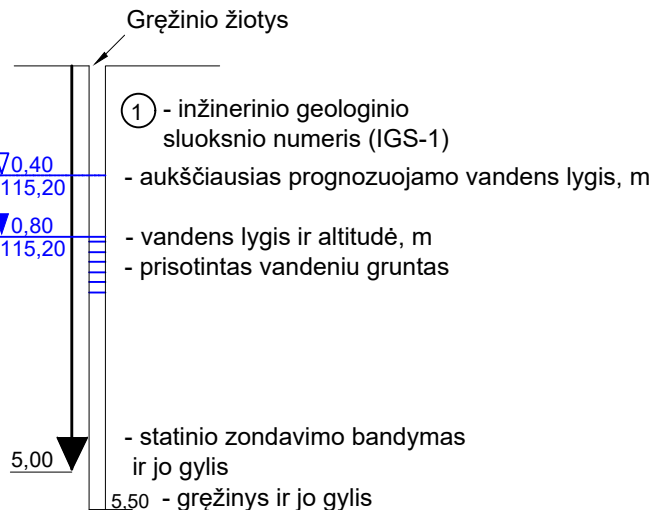 Gręžinio žiotys
1 - inžinerinio geologinio
sluoksnio numeris (IGS-1)
0,40
115,20
- aukščiausias prognozuojamo vandens lygis, m
0,80
115,20
- vandens lygis ir altitudė, m
- prisotintas vandeniu gruntas
- statinio zondavimo bandymas
ir jo gylis
5,00
5,50 - gręžinys ir jo gylis